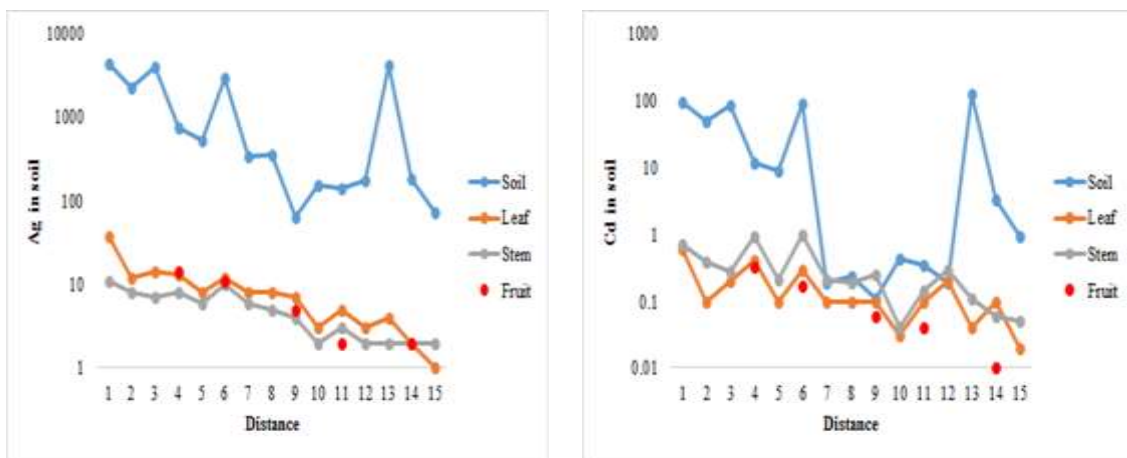 10000
1000
100
10
1
Ag in soil
1 2 3 4 5 6 7 8 9 10 11 12 13 14 15
Distance
Soil
Leaf
Stem
Fruit
1000
100
10
1
0.1
0.01
Cd in soil
1 2 3 4 5 6 7 8 9 10 11 12 13 14 15
Distance
Soil
Leaf
Stem
Fruit